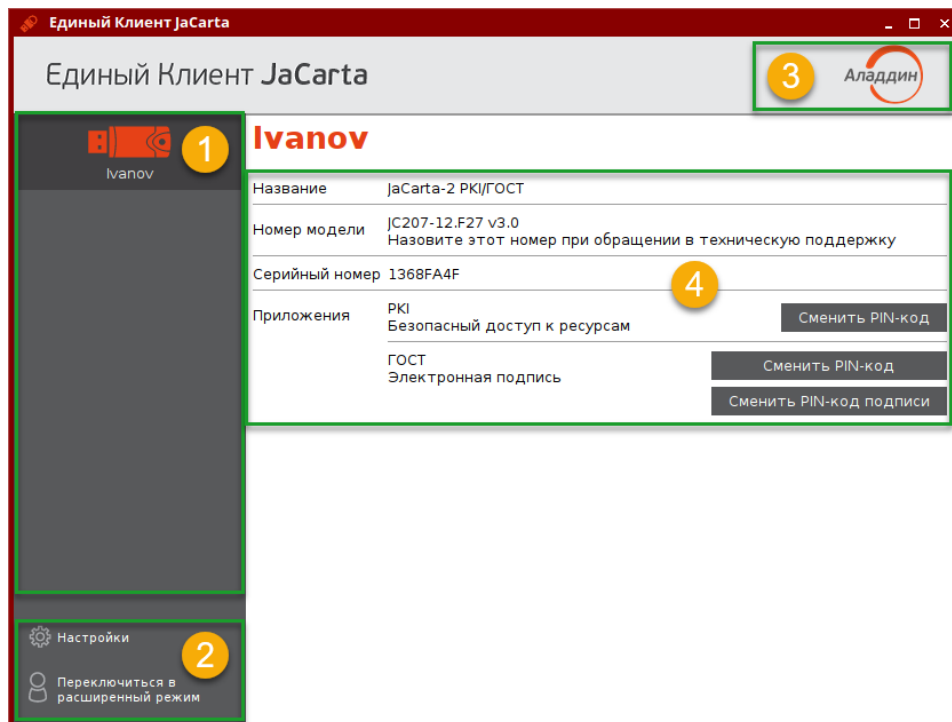 Единый Клиент JaCarta
Единый Клиент JaCarta
3
Аладдин
1
Ivanov
Ivanov
Название JaCarta-2 PKI/ГОСТ
Номер модели JC207-12.F27 v3.0
Назовите этот номер при обращении в техническую поддержку
Серийный номер 1368FA4F
4
Приложения PKI
Безопасный доступ к ресурсам
Сменить PIN-код
ГОСТ
Электронная подпись
Сменить PIN-код
Сменить PIN-код подписи
Настройки
2
Переключиться в
расширенный режим